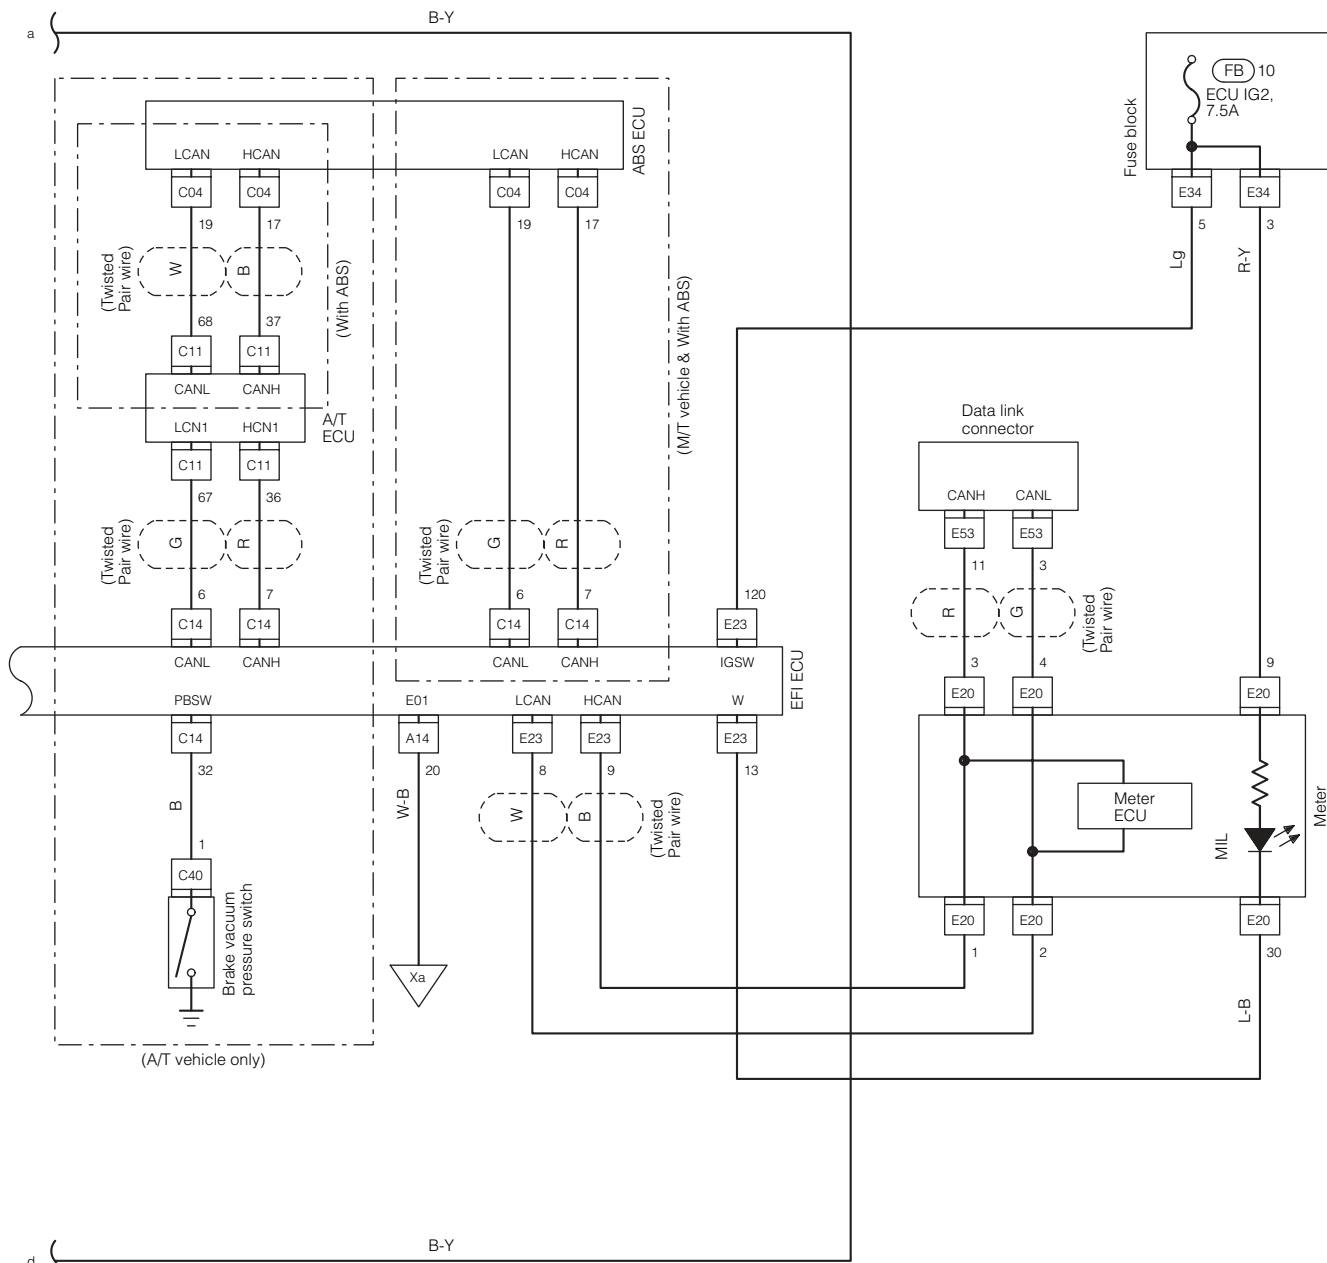 a
B-Y
FB 10
ECU IG2,
7.5A
Fuse block
ABS ECU
LCAN HCAN LCAN HCAN
C04 C04 C04 C04
E34 E34
19 17 19 17
5 3
(Twisted
Pair wire)
W B
(With ABS)
Lg R-Y
68 37
C11 C11
CANL CANH
(M/T vehicle & With ABS)
A/T
ECU
LCN1 HCN1
C11 C11
67 36
Data link
connector
CANH CANL
E53 E53
11 3
(Twisted
Pair wire)
G R
(Twisted
Pair wire)
G R
6 7 6 7 120
C14 C14 C14 C14 E23
R G
(Twisted
Pair wire)
CANL CANH CANL CANH IGSW
3 4 9
E20 E20 E20
EFI ECU
PBSW E01 LCAN HCAN W
C14 A14 E23 E23 E23
32 20 8 9 13
B W-B
W B
(Twisted
Pair wire)
Meter
ECU
MIL
Meter
1
C40
Brake vacuum
pressure switch
E20 E20 E20
1 2 30
Xa
L-B
(A/T vehicle only)
B-Y
d